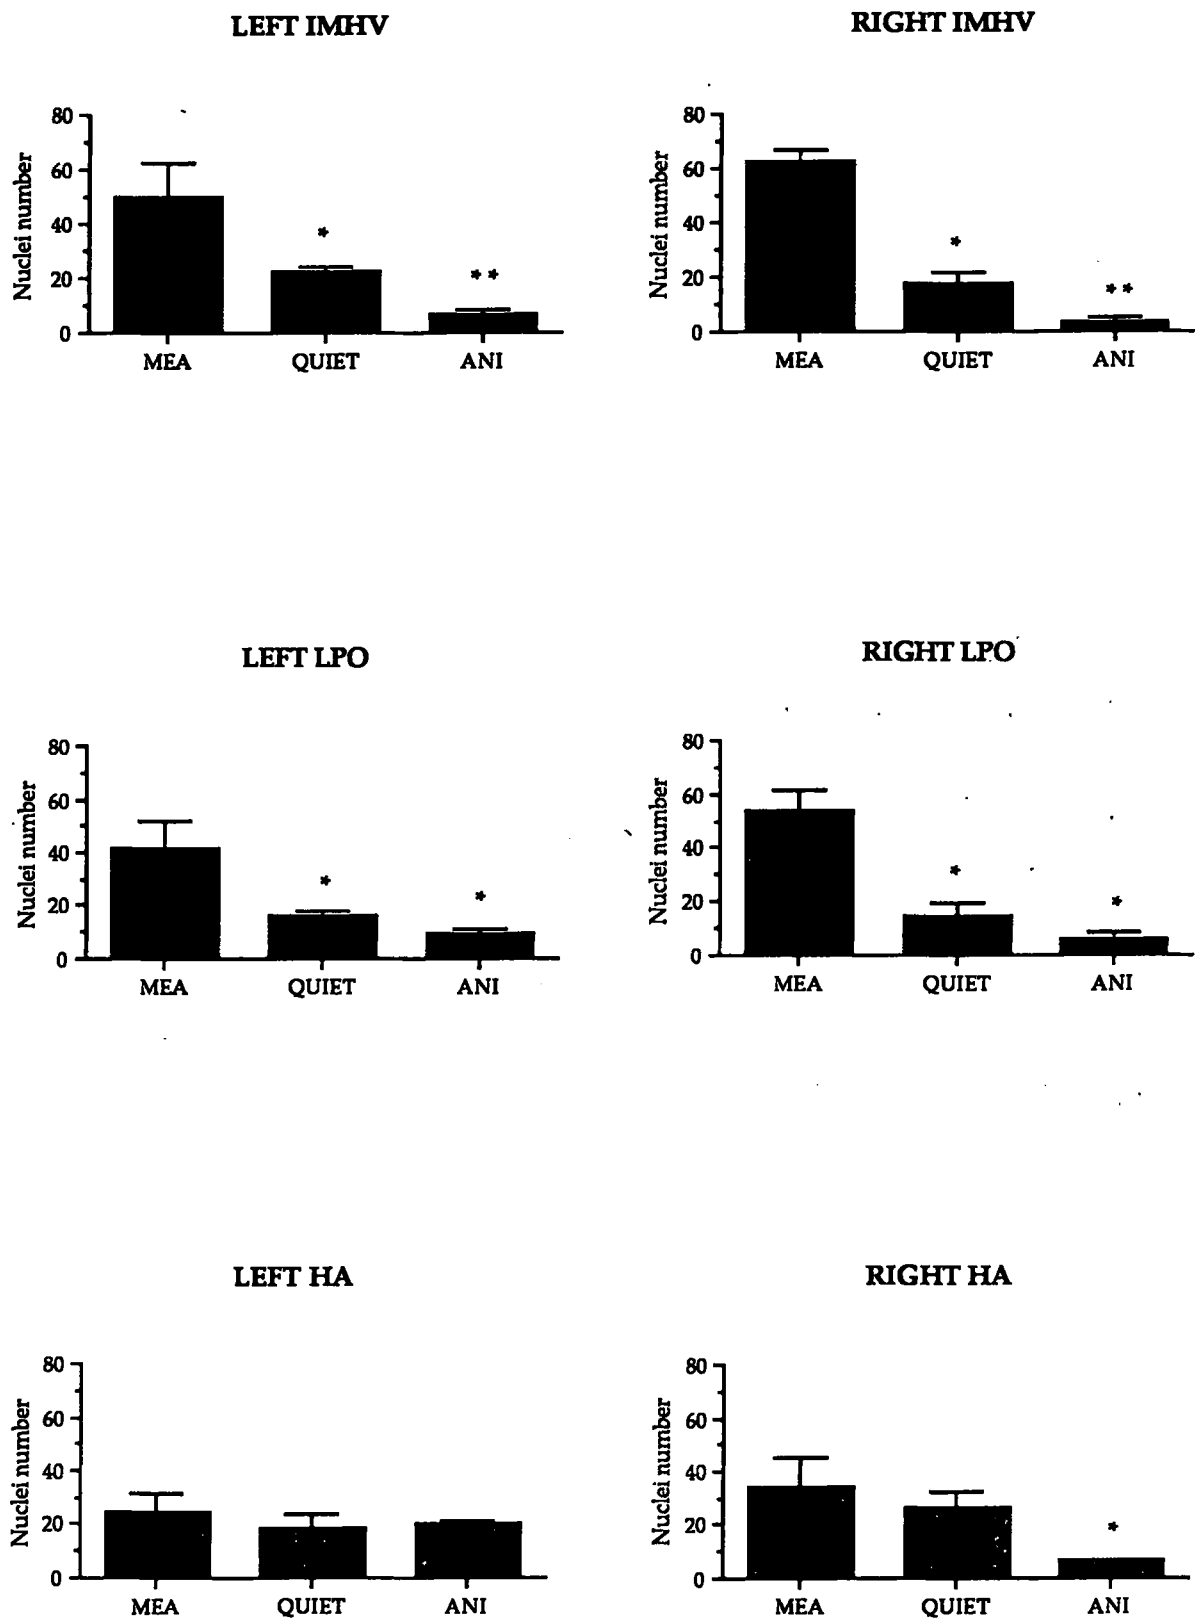 LEFT IMHV
Nuclei number
80
60
40
20
0
*
**
MEA QUIET ANI
RIGHT IMHV
Nuclei number
80
60
40
20
0
*
**
MEA QUIET ANI
LEFT LPO
Nuclei number
80
60
40
20
0
*
*
MEA QUIET ANI
RIGHT LPO
Nuclei number
80
60
40
20
0
*
*
MEA QUIET ANI
LEFT HA
Nuclei number
80
60
40
20
0
MEA QUIET ANI
RIGHT HA
Nuclei number
80
60
40
20
0
*
MEA QUIET ANI